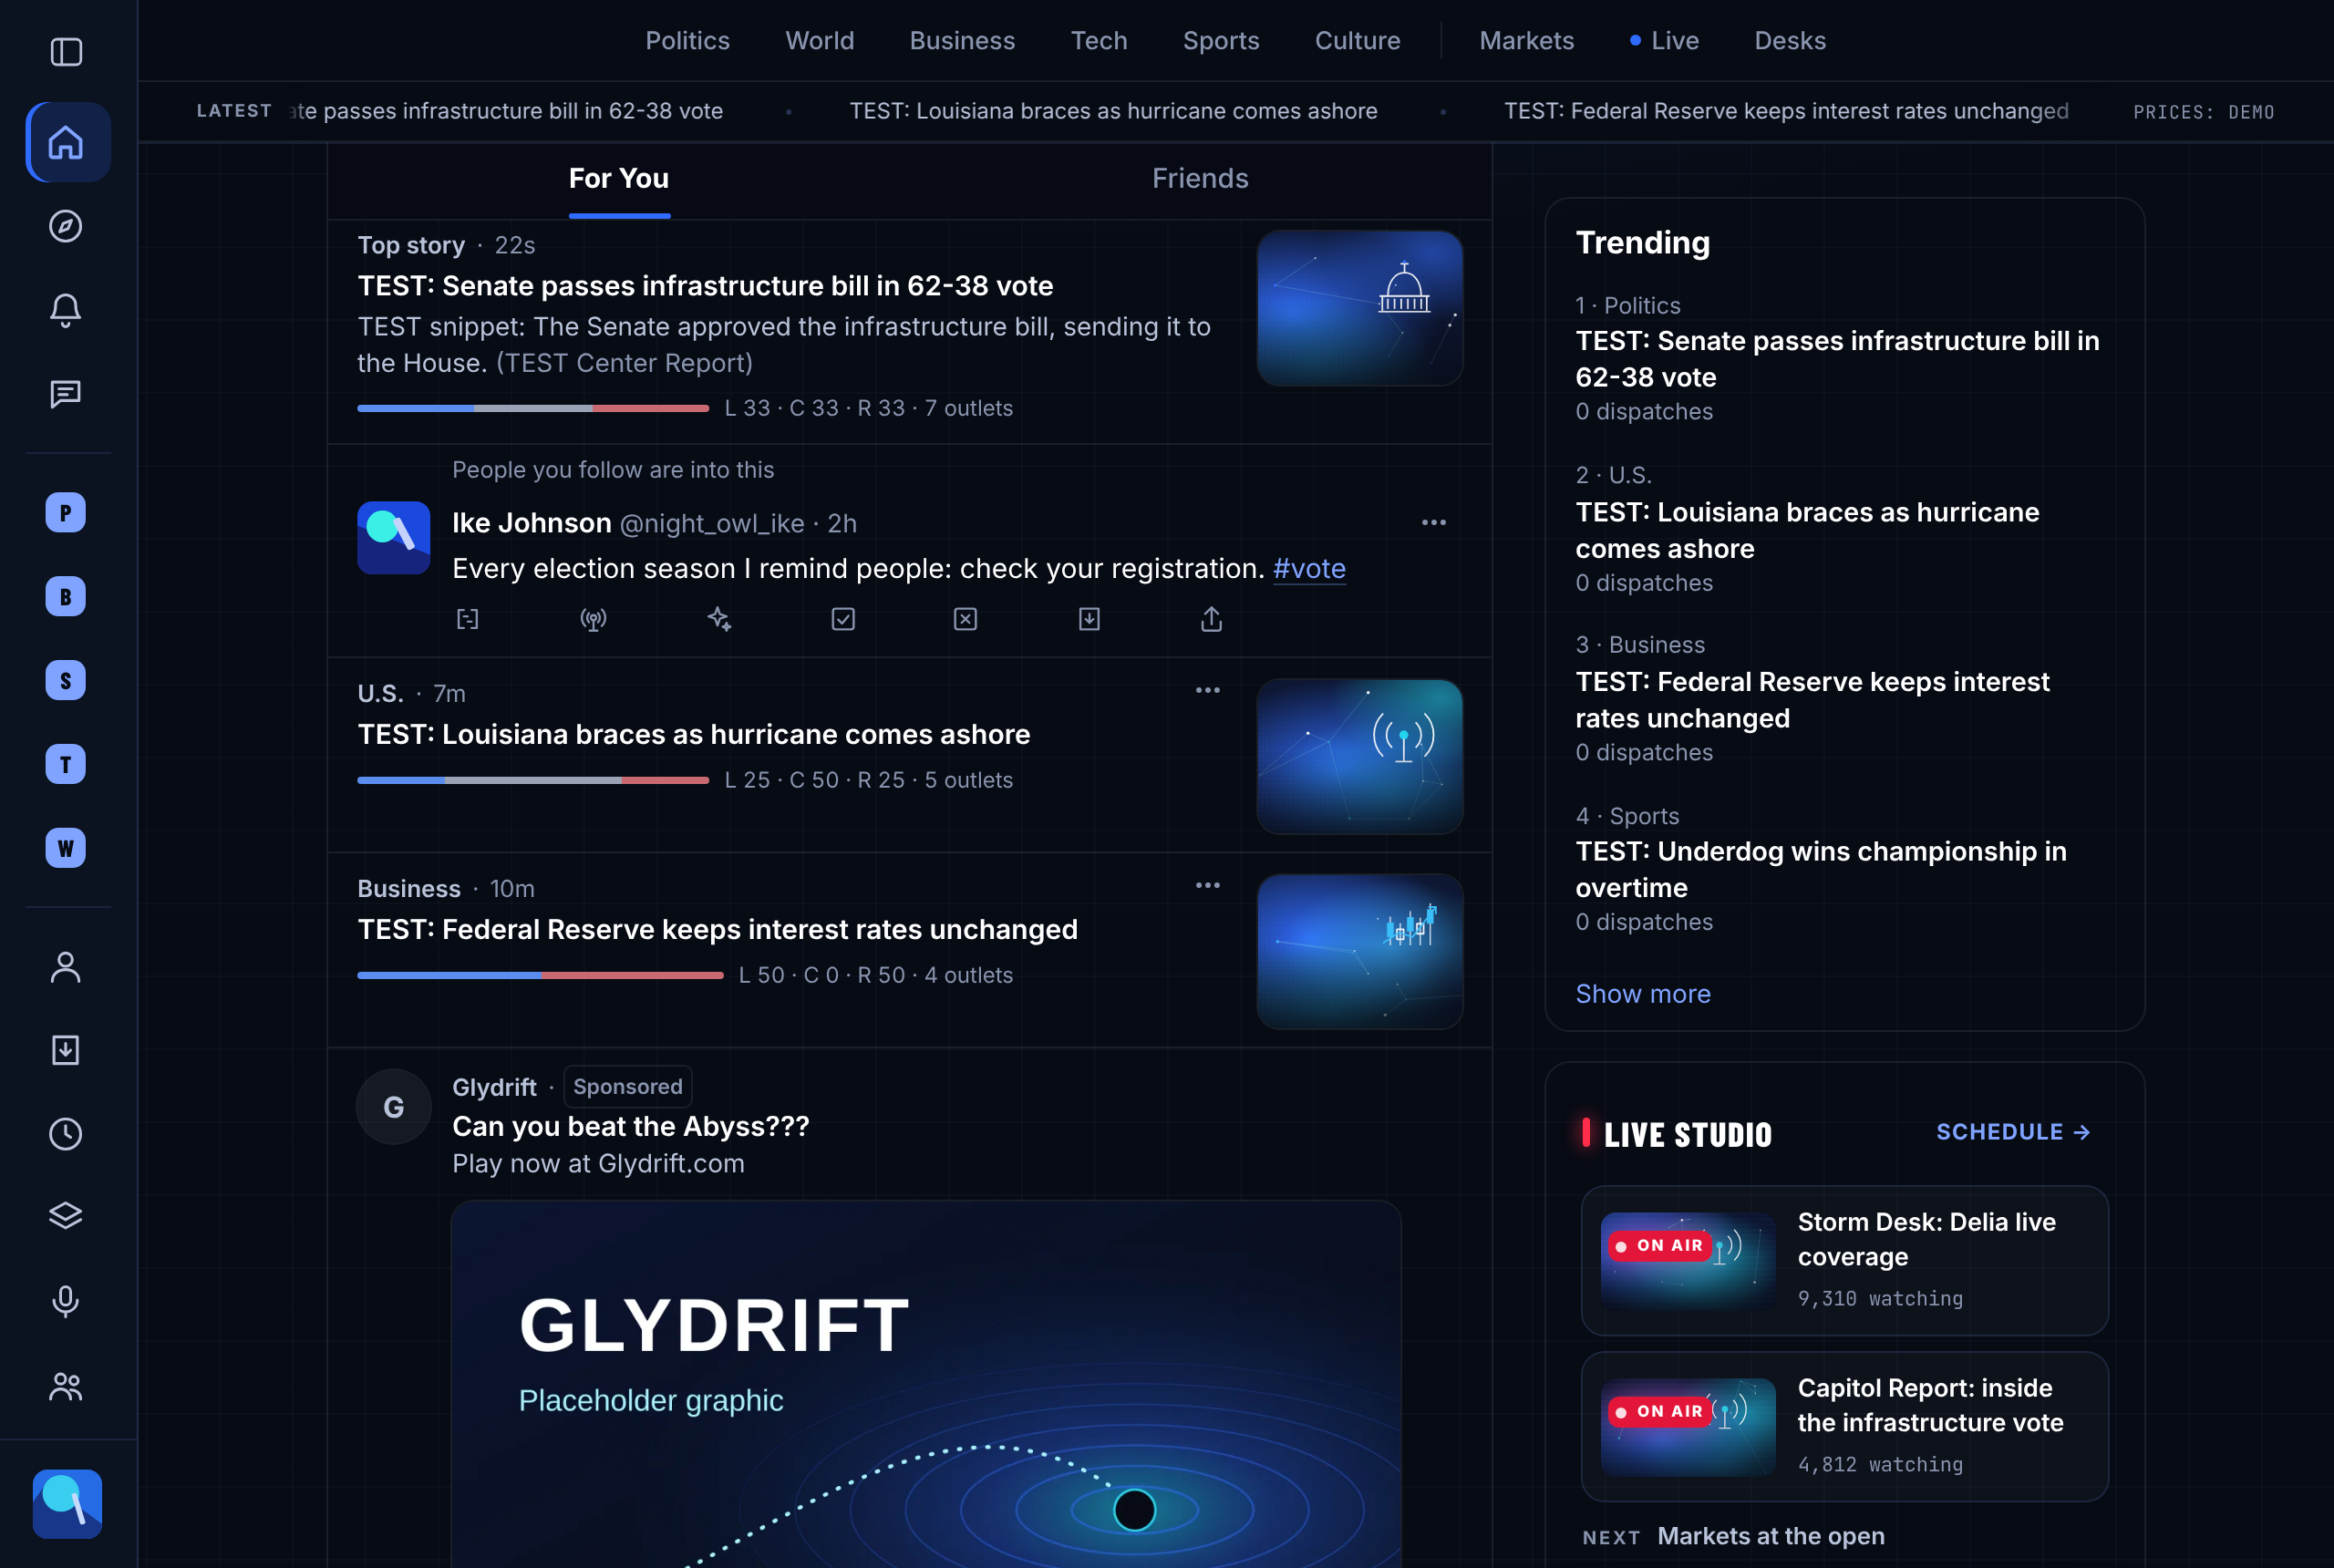 Politics World Business Tech Sports Culture Markets Live Desks
LATEST ate passes infrastructure bill in 62-38 vote • TEST: Louisiana braces as hurricane comes ashore • TEST: Federal Reserve keeps interest rates unchanged PRICES: DEMO
For You Friends
Top story · 22s
TEST: Senate passes infrastructure bill in 62-38 vote
TEST snippet: The Senate approved the infrastructure bill, sending it to
the House. (TEST Center Report)
L 33 · C 33 · R 33 · 7 outlets
People you follow are into this
Ike Johnson @night_owl_ike · 2h
Every election season I remind people: check your registration. #vote
U.S. · 7m
TEST: Louisiana braces as hurricane comes ashore
L 25 · C 50 · R 25 · 5 outlets
Business · 10m
TEST: Federal Reserve keeps interest rates unchanged
L 50 · C 0 · R 50 · 4 outlets
G
Glydrift · Sponsored
Can you beat the Abyss???
Play now at Glydrift.com
GLYDRIFT
Placeholder graphic
Trending
1 · Politics
TEST: Senate passes infrastructure bill in
62-38 vote
0 dispatches
2 · U.S.
TEST: Louisiana braces as hurricane
comes ashore
0 dispatches
3 · Business
TEST: Federal Reserve keeps interest
rates unchanged
0 dispatches
4 · Sports
TEST: Underdog wins championship in
overtime
0 dispatches
Show more
LIVE STUDIO SCHEDULE →
ON AIR
Storm Desk: Delia live
coverage
9,310 watching
ON AIR
Capitol Report: inside
the infrastructure vote
4,812 watching
NEXT Markets at the open
P
B
S
T
W